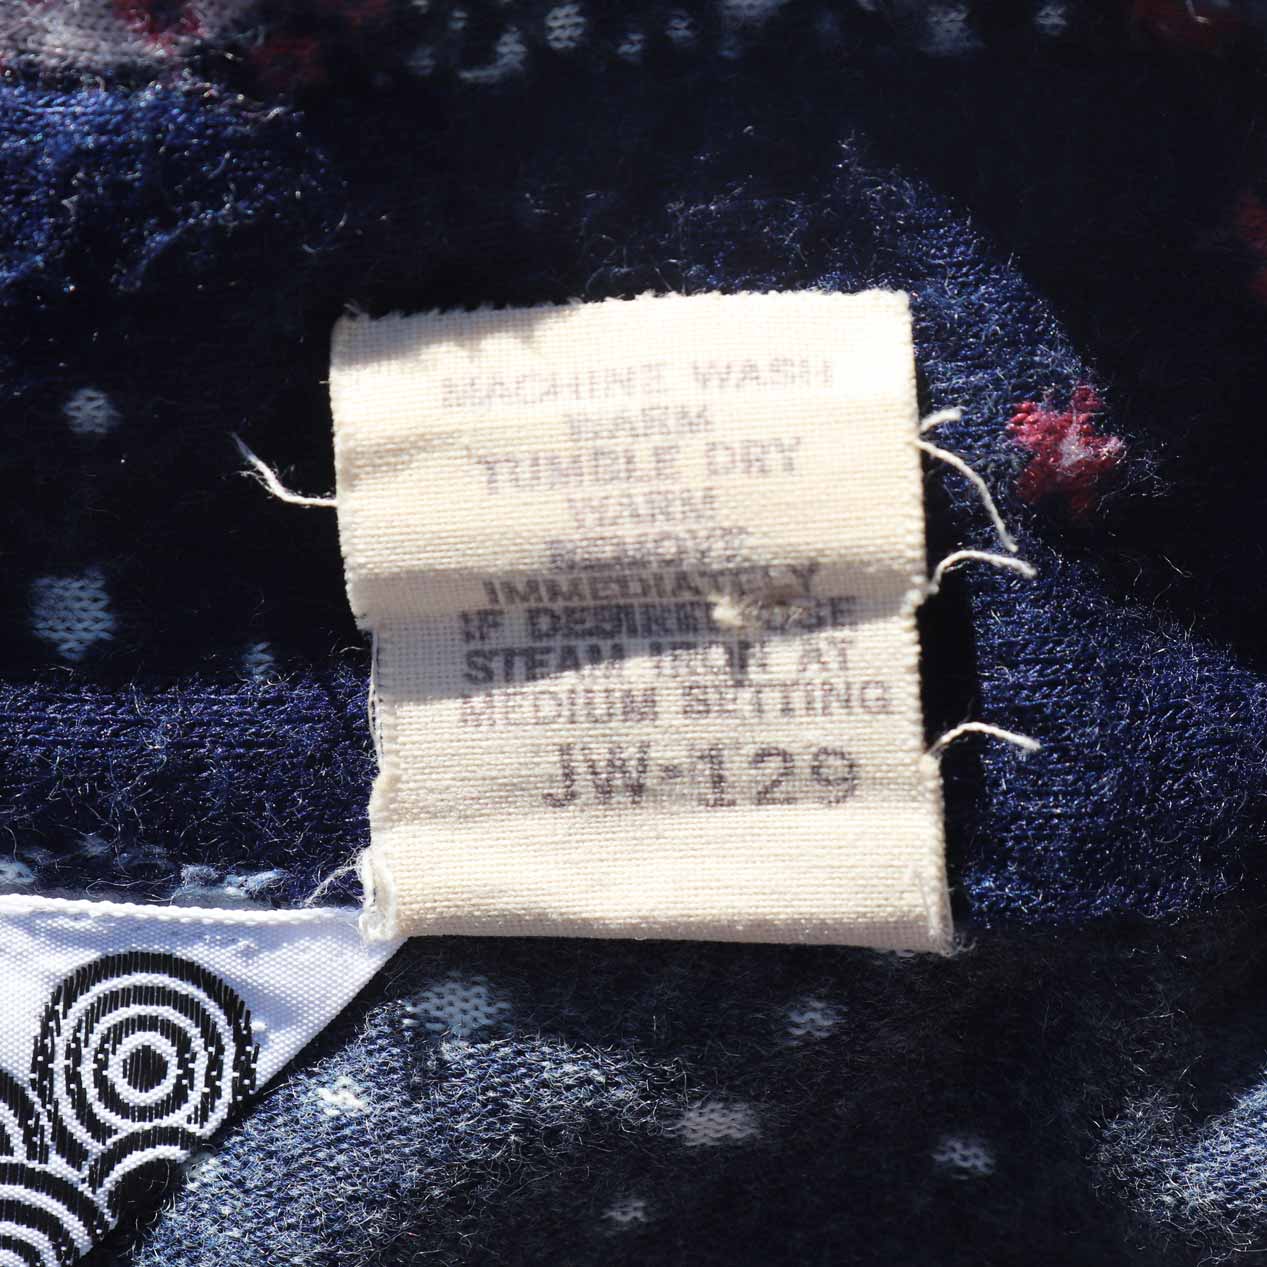 MACHINE WASH
WARM
TUMBLE DRY
WARM
REMOVE
IMMEDIATELY
IF DESIRED USE
STEAM IRON AT
MEDIUM SETTING
JW-129